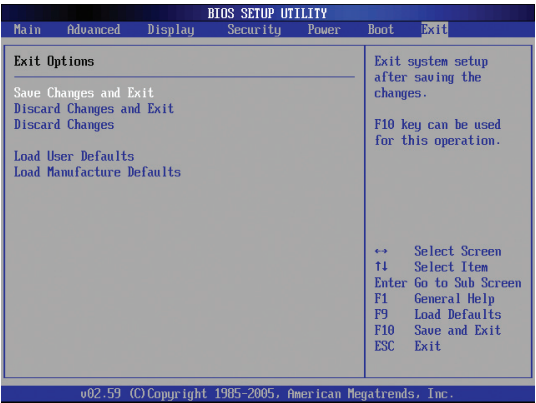 BIOS SETUP UTILITY
Main Advanced Display Security Power Boot Exit
Exit Options
Save Changes and Exit
Discard Changes and Exit
Discard Changes
Load User Defaults
Load Manufacture Defaults
Exit system setup
after saving the
changes.
F10 key can be used
for this operation.
↔ Select Screen
↑↓ Select Item
Enter Go to Sub Screen
F1 General Help
F9 Load Defaults
F10 Save and Exit
ESC Exit
v02.59 (C)Copyright 1985-2005, American Megatrends, Inc.